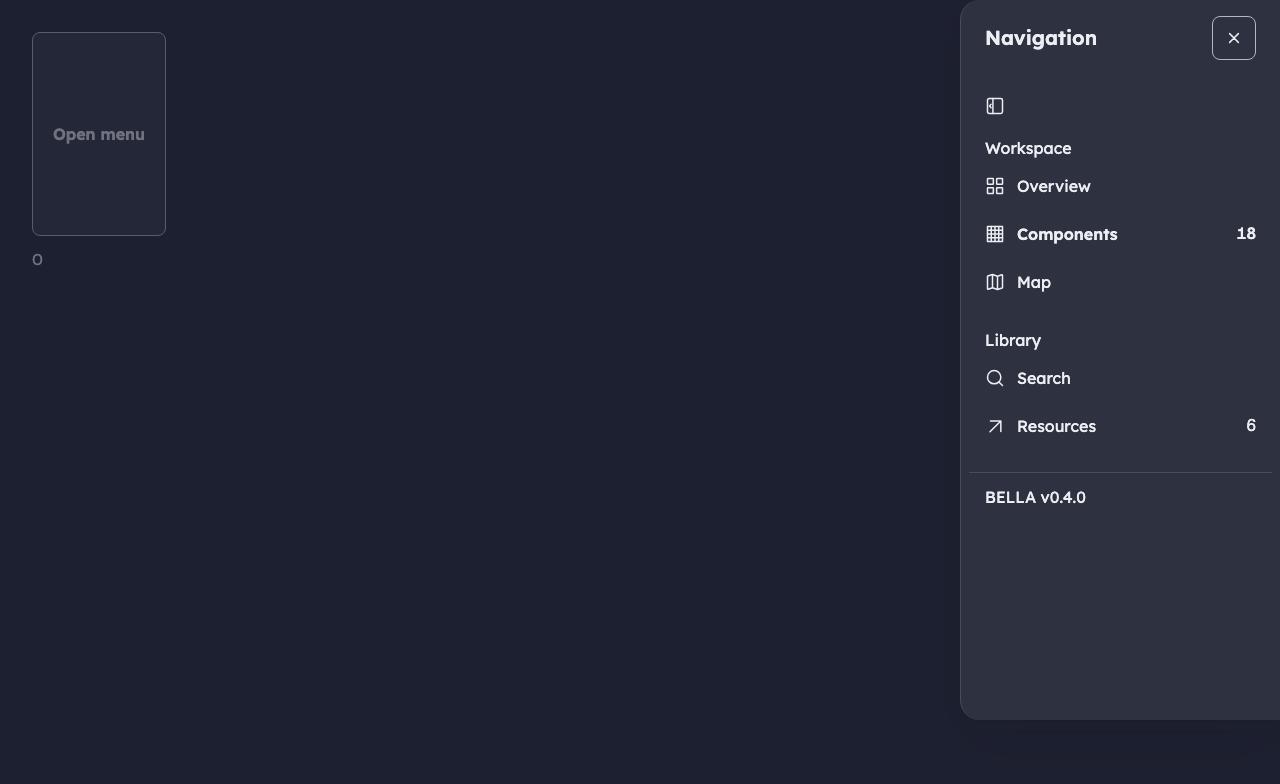 Open menu
0
Navigation
Workspace
Overview
Components 18
Map
Library
Search
Resources 6
BELLA v0.4.0